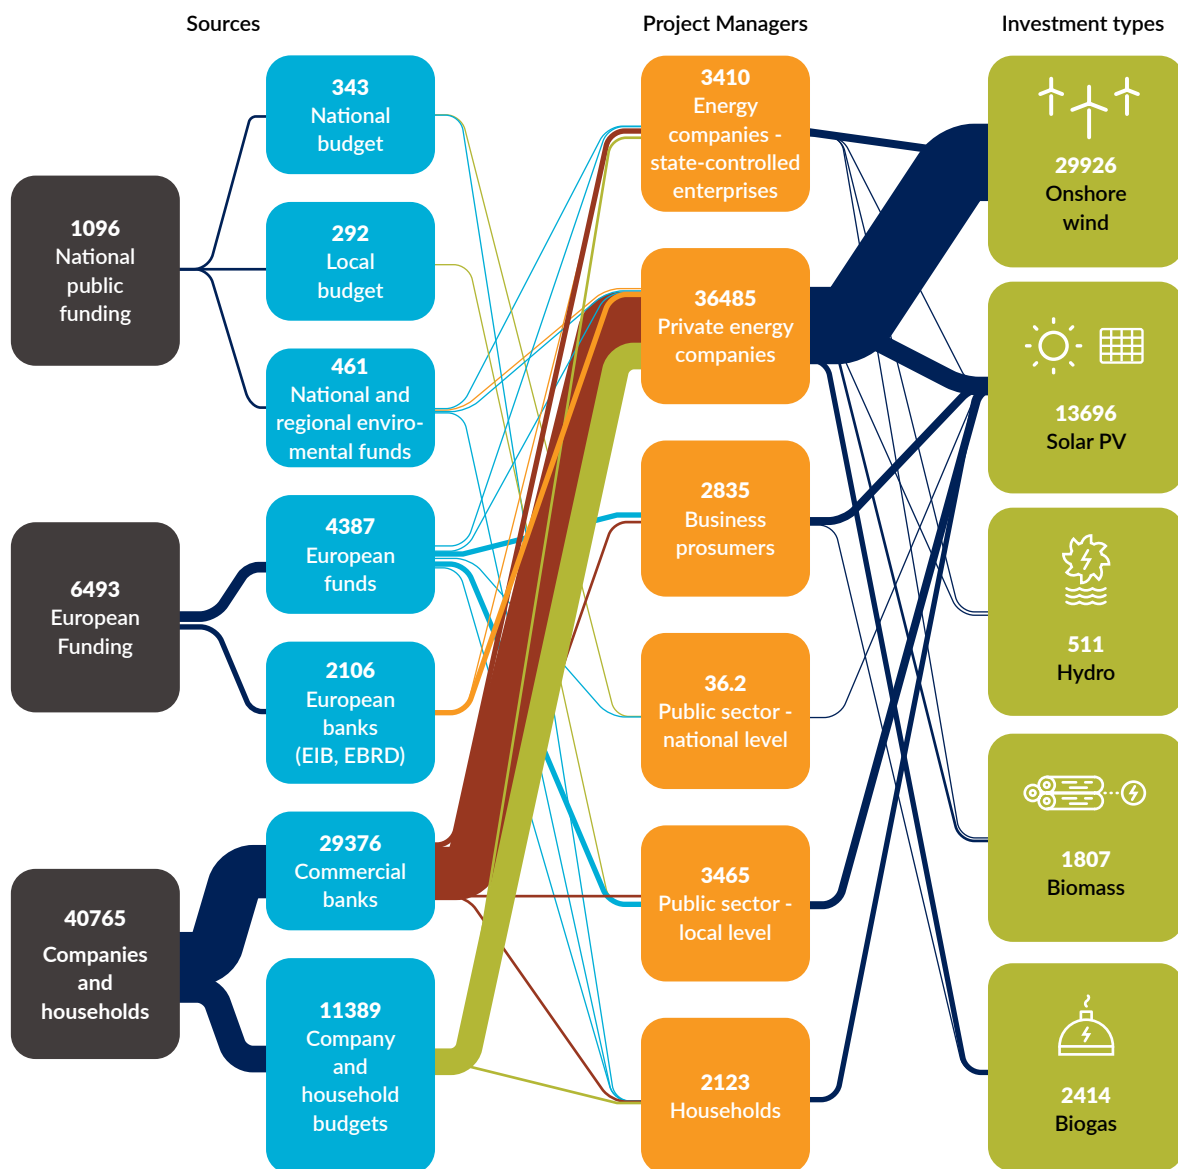 Sources
Project Managers
Investment types
1096
National
public
funding
6493
European
Funding
40765
Companies
and
households
343
National
budget
292
Local
budget
461
National and
regional enviro-
mental funds
4387
European
funds
2106
European
banks
(EIB, EBRD)
29376
Commercial
banks
11389
Company
and
household
budgets
3410
Energy
companies -
state-controlled
enterprises
36485
Private energy
companies
2835
Business
prosumers
36.2
Public sector -
national level
3465
Public sector -
local level
2123
Households
29926
Onshore
wind
13696
Solar PV
511
Hydro
1807
Biomass
2414
Biogas